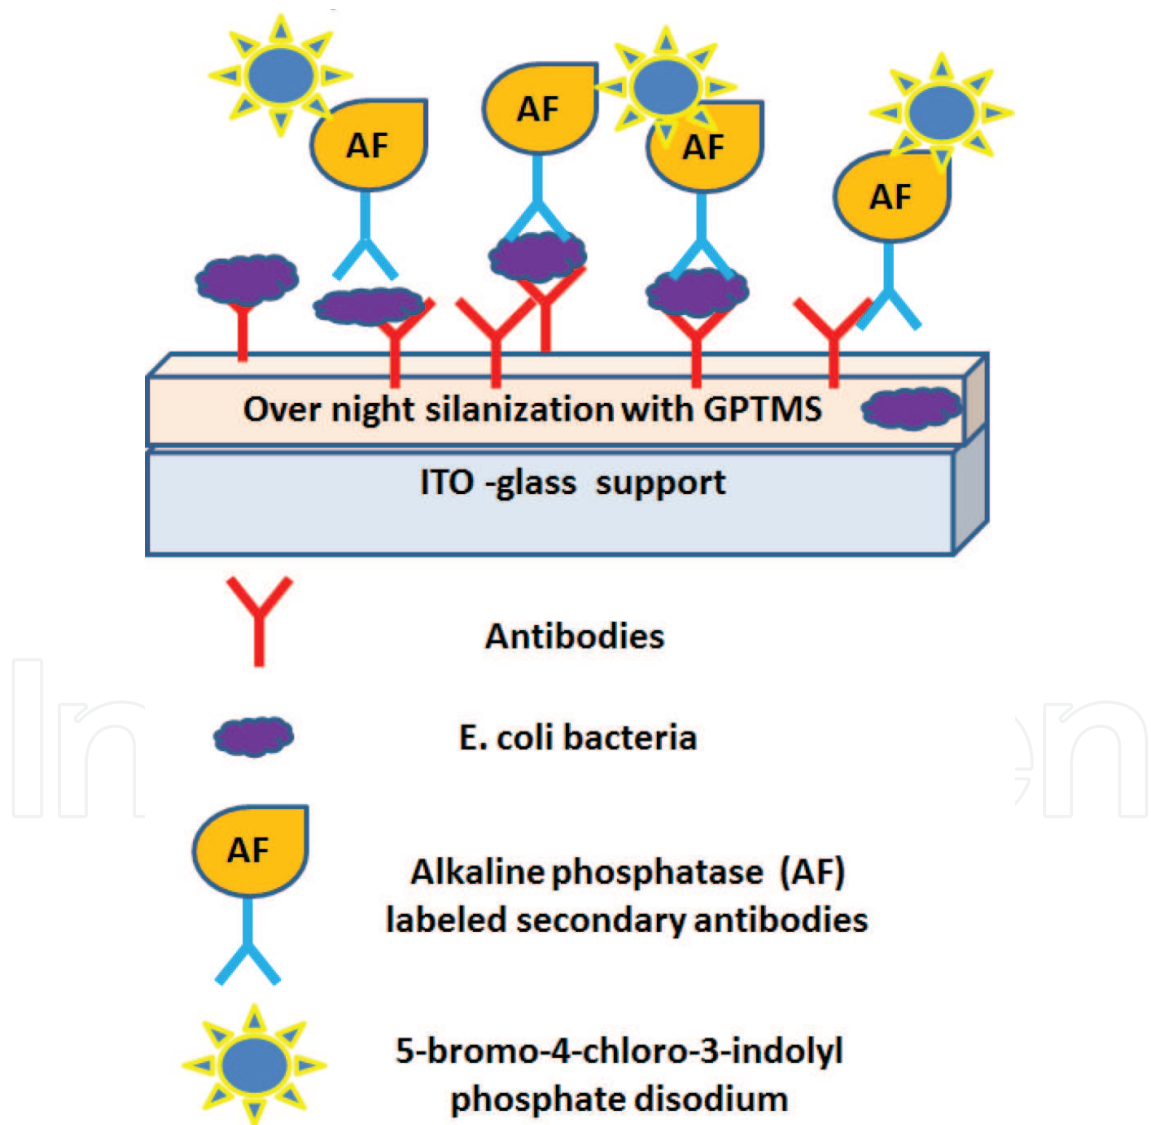 AF
AF
AF
AF
Over night silanization with GPTMS
ITO -glass support
Antibodies
E. coli bacteria
AF
Alkaline phosphatase (AF)
labeled secondary antibodies
5-bromo-4-chloro-3-indolyl
phosphate disodium